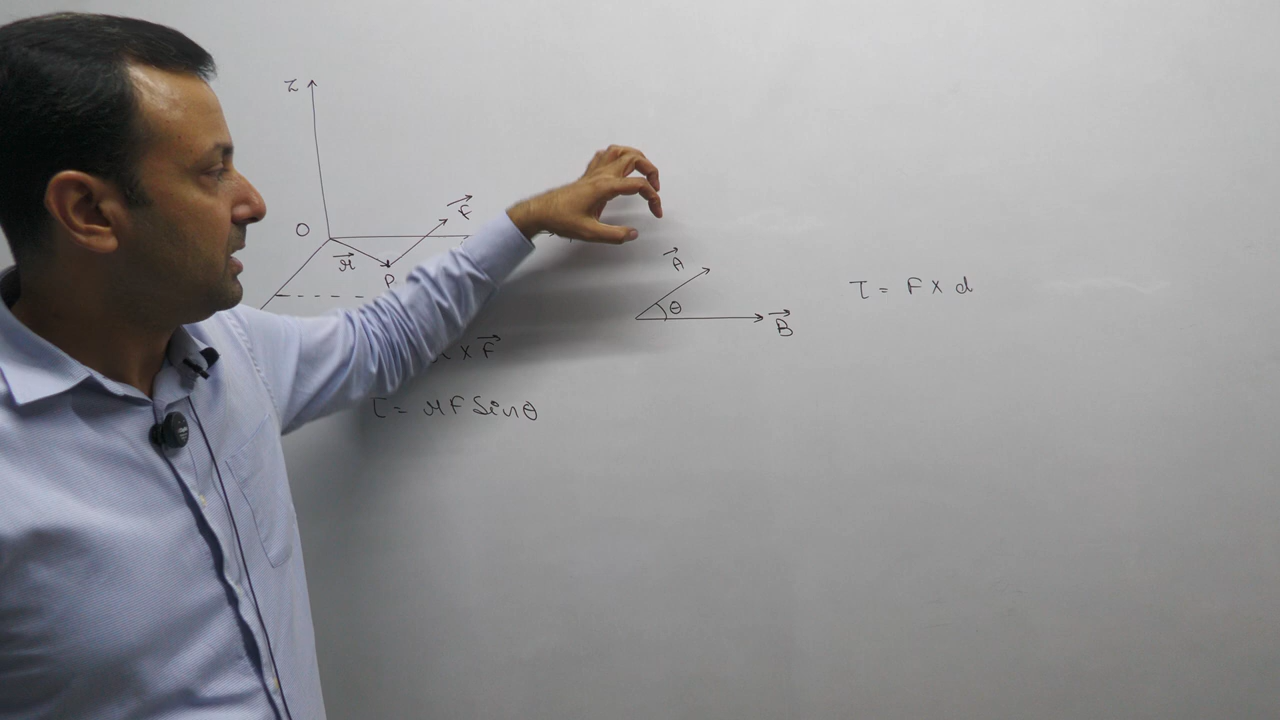 z
F
O
r
P
A
θ
B
τ = F × d
× F
τ = rF Sinθ